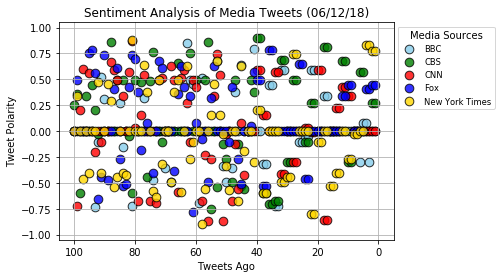 Sentiment Analysis of Media Tweets (06/12/18)
Media Sources
BBC
CBS
CNN
Fox
New York Times
Tweet Polarity
1.00
0.75
0.50
0.25
0.00
−0.25
−0.50
−0.75
−1.00
100 80 60 40 20 0
Tweets Ago